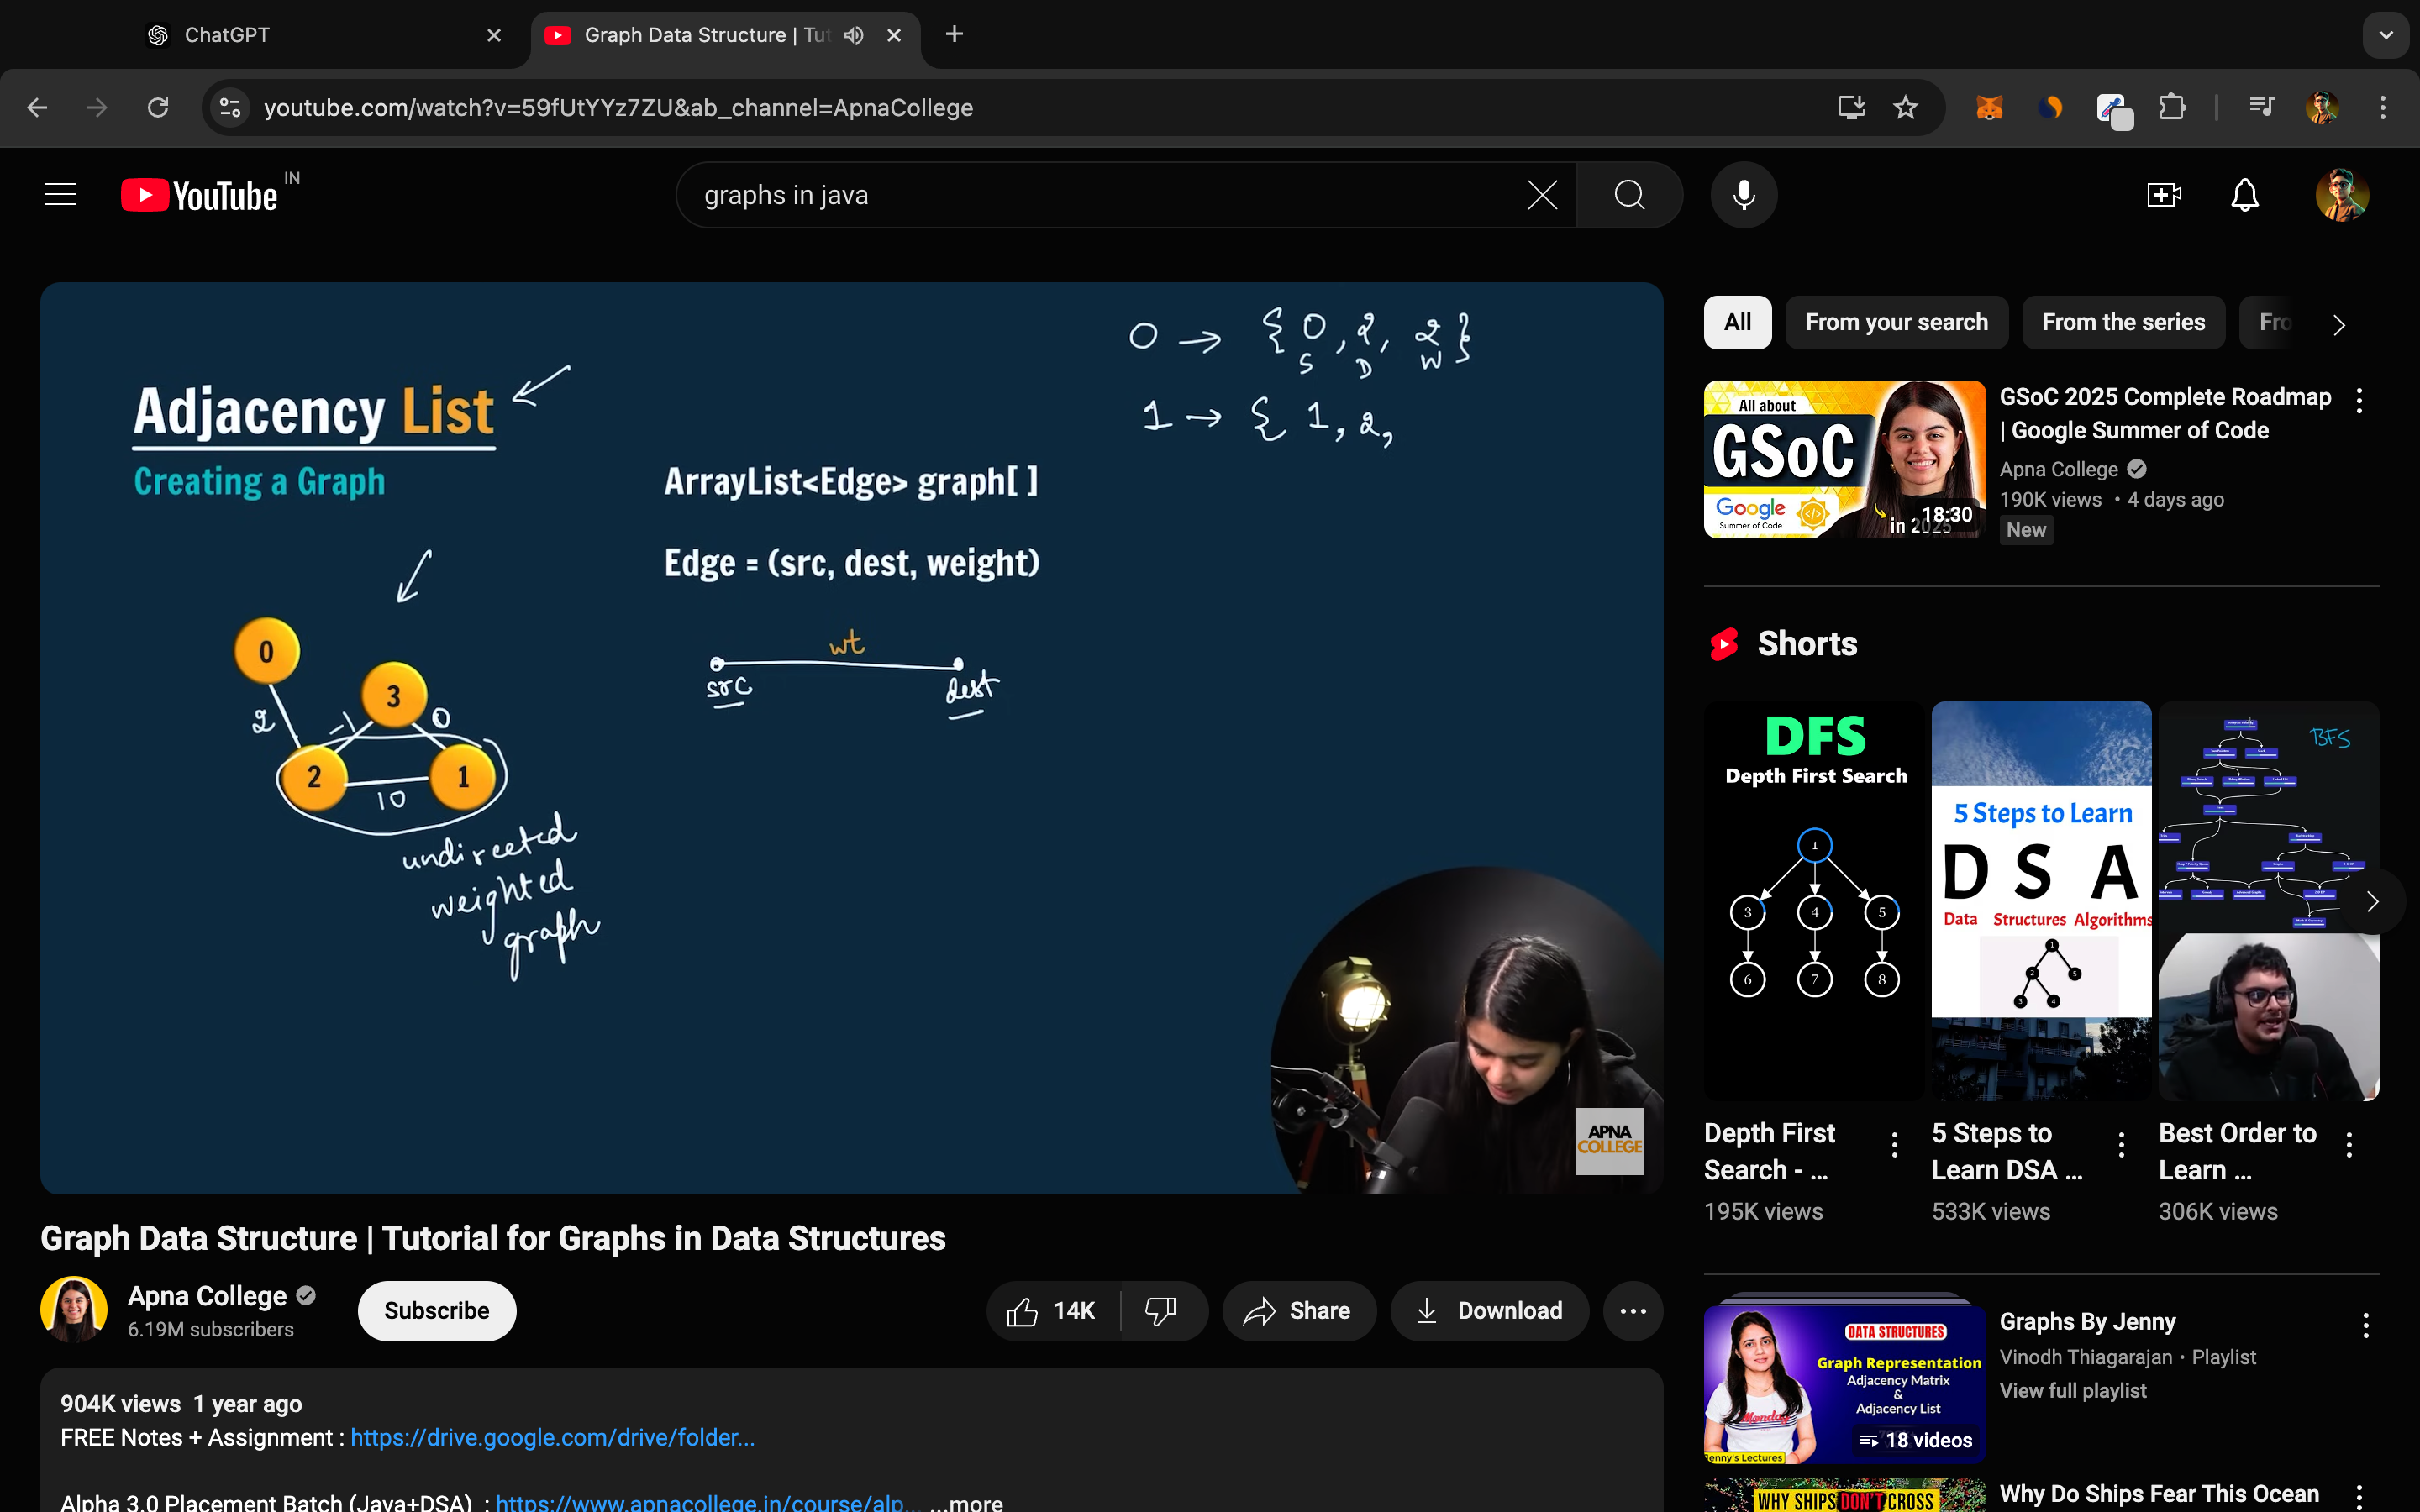 ChatGPT
Graph Data Structure | Tut
youtube.com/watch?v=59fUtYYz7ZU&ab_channel=ApnaCollege
YouTube IN
graphs in java
Adjacency List
Creating a Graph
0 → {0, 2, 2}
S D W
1 → { 1, 2,
ArrayList<Edge> graph[ ]
Edge = (src, dest, weight)
wt
src dest
0
3
2 -1 0
2 1
10
undirected
weighted
graph
APNA
COLLEGE
Graph Data Structure | Tutorial for Graphs in Data Structures
Apna College
6.19M subscribers
Subscribe
14K
Share
Download
904K views 1 year ago
FREE Notes + Assignment : https://drive.google.com/drive/folder...
Alpha 3.0 Placement Batch (Java+DSA) : https://www.apnacollege.in/course/alp... ...more
All
From your search
From the series
Fro
All about
GSoC
Google
Summer of Code
in 2025
18:30
GSoC 2025 Complete Roadmap
| Google Summer of Code
Apna College
190K views • 4 days ago
New
Shorts
DFS
Depth First Search
1
3 4 5
6 7 8
Depth First
Search - ...
195K views
5 Steps to Learn
D S A
Data Structures Algorithms
1
2 5
3 4
5 Steps to
Learn DSA ...
533K views
BFS
Best Order to
Learn ...
306K views
DATA STRUCTURES
Graph Representation
Adjacency Matrix
&
Adjacency List
Monday
Jenny's Lectures
18 videos
Graphs By Jenny
Vinodh Thiagarajan • Playlist
View full playlist
WHY SHIPS DON'T CROSS
Why Do Ships Fear This Ocean